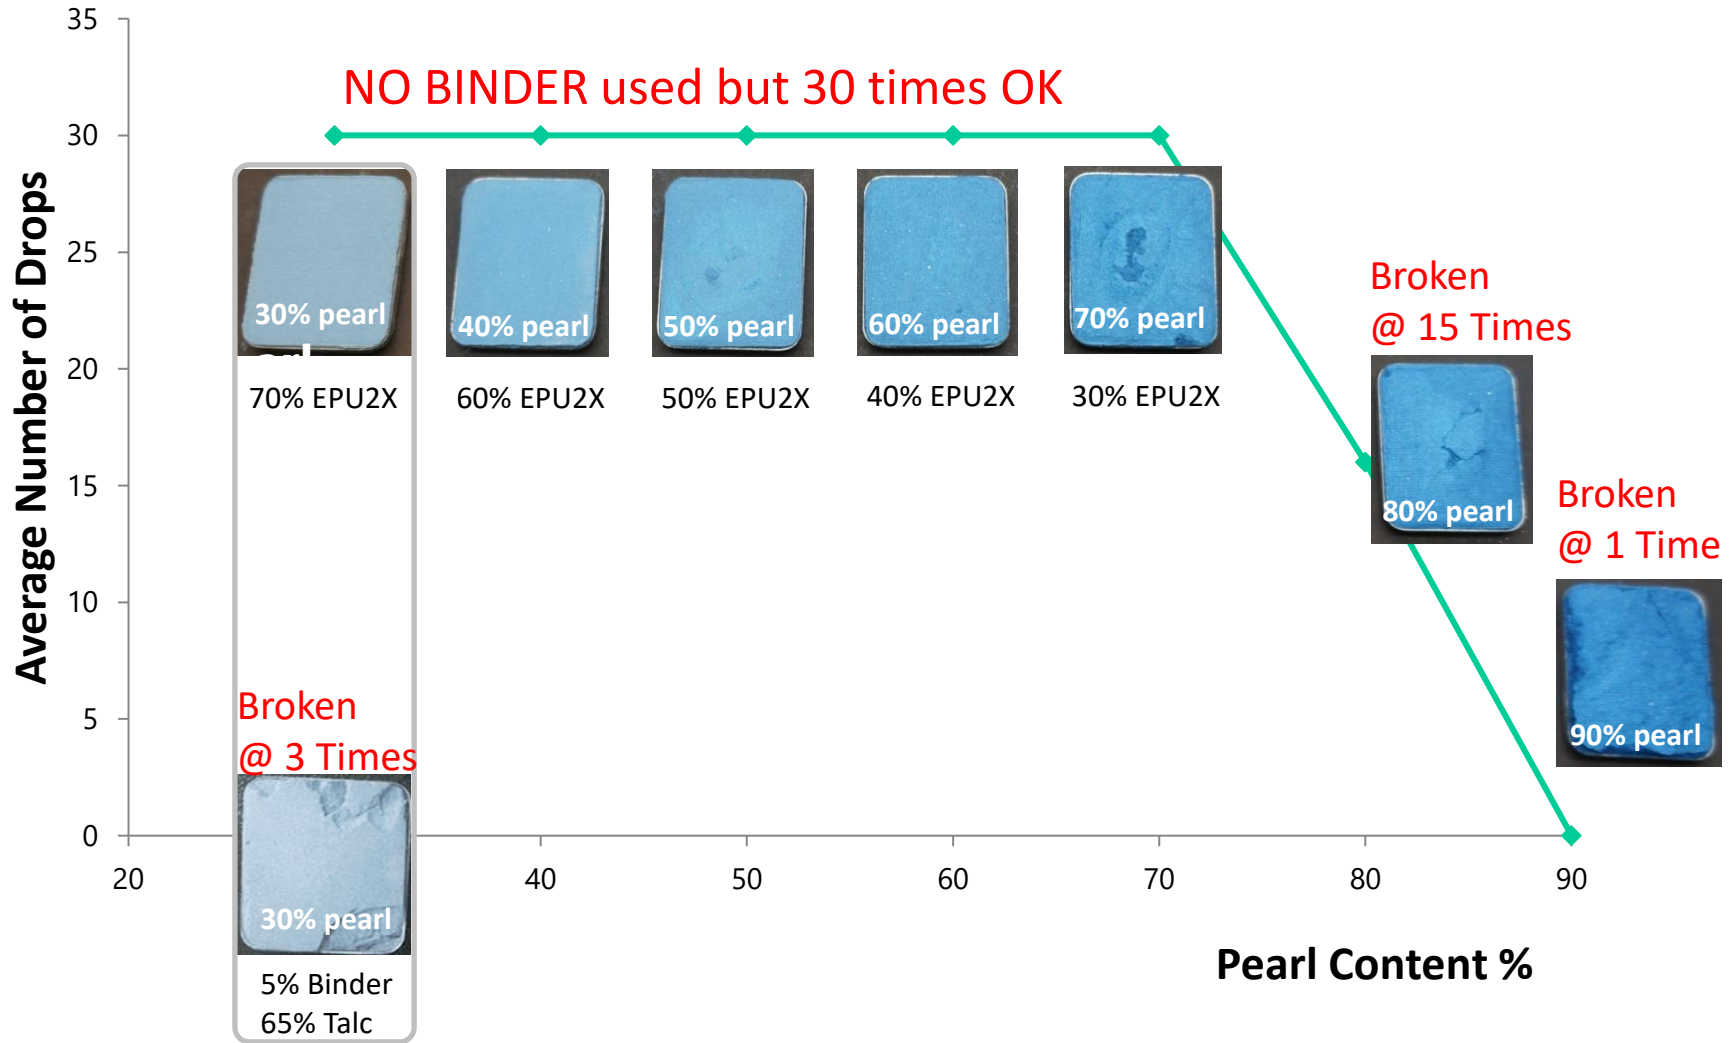 35
NO BINDER used but 30 times OK
30
25
20
15
10
5
0
Average Number of Drops
30% pearl
40% pearl
50% pearl
60% pearl
70% pearl
70% EPU2X
60% EPU2X
50% EPU2X
40% EPU2X
30% EPU2X
Broken
@ 15 Times
80% pearl
Broken
@ 1 Time
90% pearl
Broken
@ 3 Times
30% pearl
5% Binder
65% Talc
20
40
50
60
70
80
90
Pearl Content %